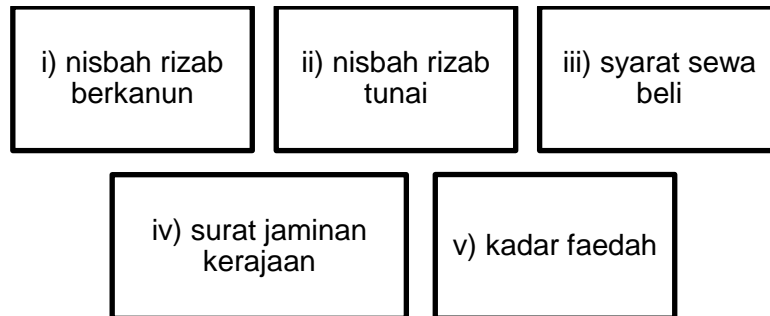 i) nisbah rizab
berkanun
ii) nisbah rizab
tunai
iii) syarat sewa
beli
iv) surat jaminan
kerajaan
v) kadar faedah